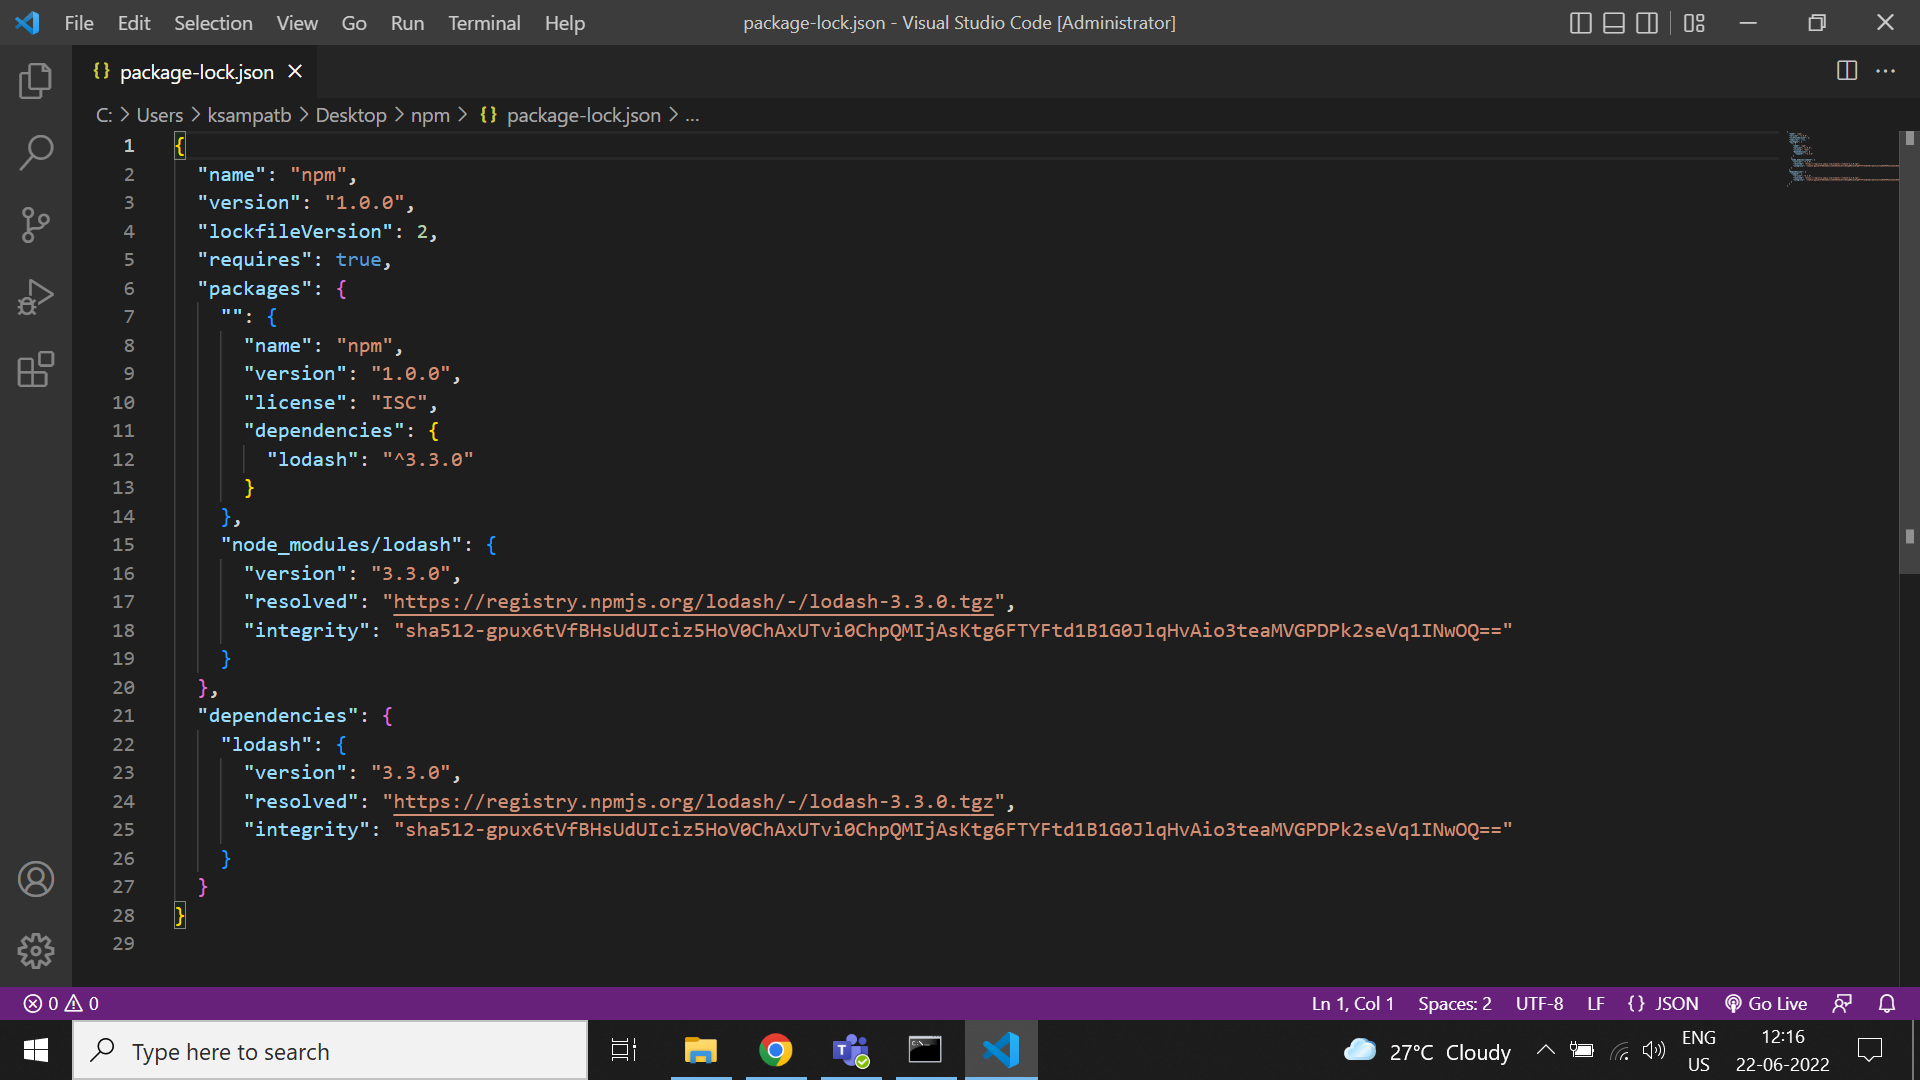 File Edit Selection View Go Run Terminal Help package-lock.json - Visual Studio Code [Administrator]
package-lock.json
C: > Users > ksampatb > Desktop > npm > {} package-lock.json > ...
1 {
2 "name": "npm",
3 "version": "1.0.0",
4 "lockfileVersion": 2,
5 "requires": true,
6 "packages": {
7 "": {
8 "name": "npm",
9 "version": "1.0.0",
10 "license": "ISC",
11 "dependencies": {
12 "lodash": "^3.3.0"
13 }
14 },
15 "node_modules/lodash": {
16 "version": "3.3.0",
17 "resolved": "https://registry.npmjs.org/lodash/-/lodash-3.3.0.tgz",
18 "integrity": "sha512-gpux6tVfBHsUdUIciz5HoV0ChAxUTvi0ChpQMIjAsKtg6FTYFtd1B1G0JlqHvAio3teaMVGPDPk2seVq1INwOQ=="
19 }
20 },
21 "dependencies": {
22 "lodash": {
23 "version": "3.3.0",
24 "resolved": "https://registry.npmjs.org/lodash/-/lodash-3.3.0.tgz",
25 "integrity": "sha512-gpux6tVfBHsUdUIciz5HoV0ChAxUTvi0ChpQMIjAsKtg6FTYFtd1B1G0JlqHvAio3teaMVGPDPk2seVq1INwOQ=="
26 }
27 }
28 }
29
0 0 Ln 1, Col 1 Spaces: 2 UTF-8 LF {} JSON Go Live
Type here to search 27°C Cloudy
ENG 12:16
US 22-06-2022